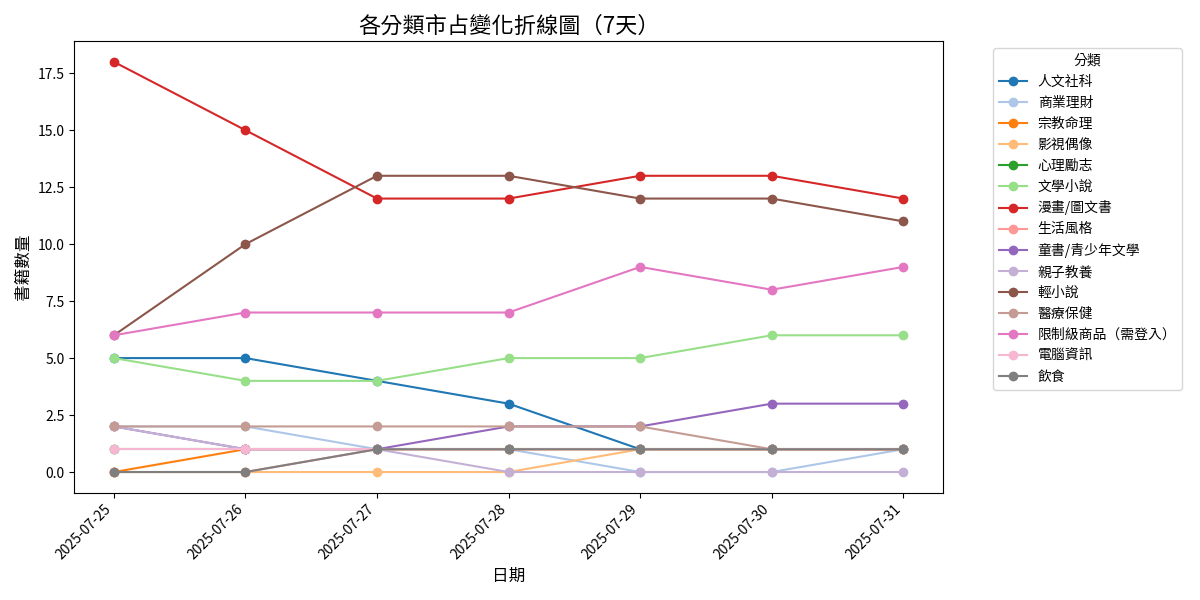 各分類市占變化折線圖（7天）
書籍數量
17.5
15.0
12.5
10.0
7.5
5.0
2.5
0.0
2025-07-25
2025-07-26
2025-07-27
2025-07-28
2025-07-29
2025-07-30
2025-07-31
日期
分類
人文社科
商業理財
宗教命理
影視偶像
心理勵志
文學小說
漫畫/圖文書
生活風格
童書/青少年文學
親子教養
輕小說
醫療保健
限制級商品（需登入）
電腦資訊
飲食